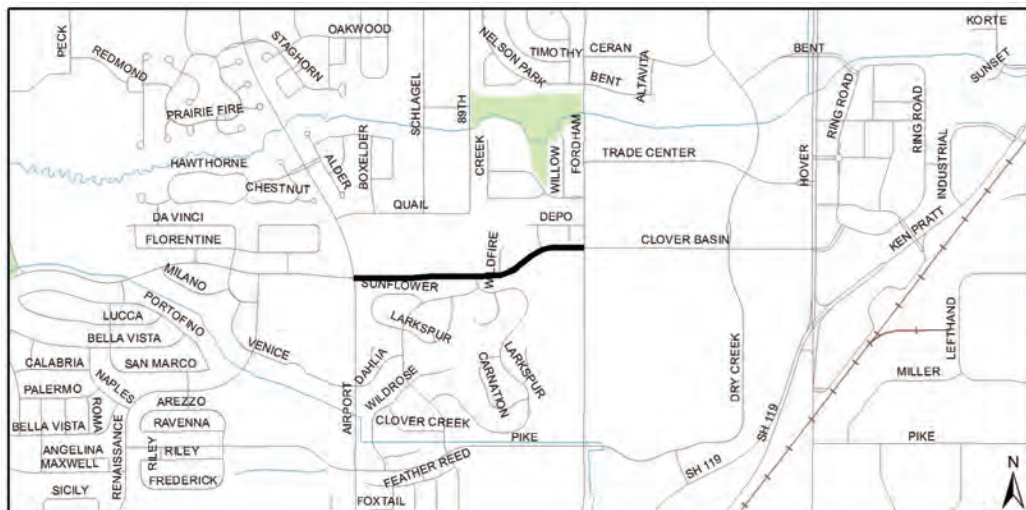 PECK
REDMOND
STAGHORN
OAKWOOD
PRAIRIE FIRE
SCHLAGEL
89TH
NELSON PARK
TIMOTHY
CERAN
BENT
ALTAVITA
BENT
KORTE
SUNSET
RING ROAD
RING ROAD
INDUSTRIAL
HAWTHORNE
CHESTNUT
ALDER
BOXELDER
CREEK
WILLOW
FORDHAM
TRADE CENTER
HOVER
QUAIL
DEPO
DA VINCI
FLORENTINE
CLOVER BASIN
KEN PRATT
MILANO
SUNFLOWER
WILDFIRE
PORTOFINO
LUCCA
BELLA VISTA
LARKSPUR
VENICE
LARKSPUR
CALABRIA
SAN MARCO
DAHLIA
CARNATION
DRY CREEK
LEFTHAND
MILLER
PALERMO
NAPLES
AREZZO
WILDROSE
AIRPORT
BELLA VISTA
ROMA
RAVENNA
CLOVER CREEK
PIKE
SH 119
PIKE
ANGELINA
MAXWELL
RENAISSANCE
RILEY
RILEY
FREDERICK
FEATHER REED
SH 119
SICILY
FOXTAIL
N